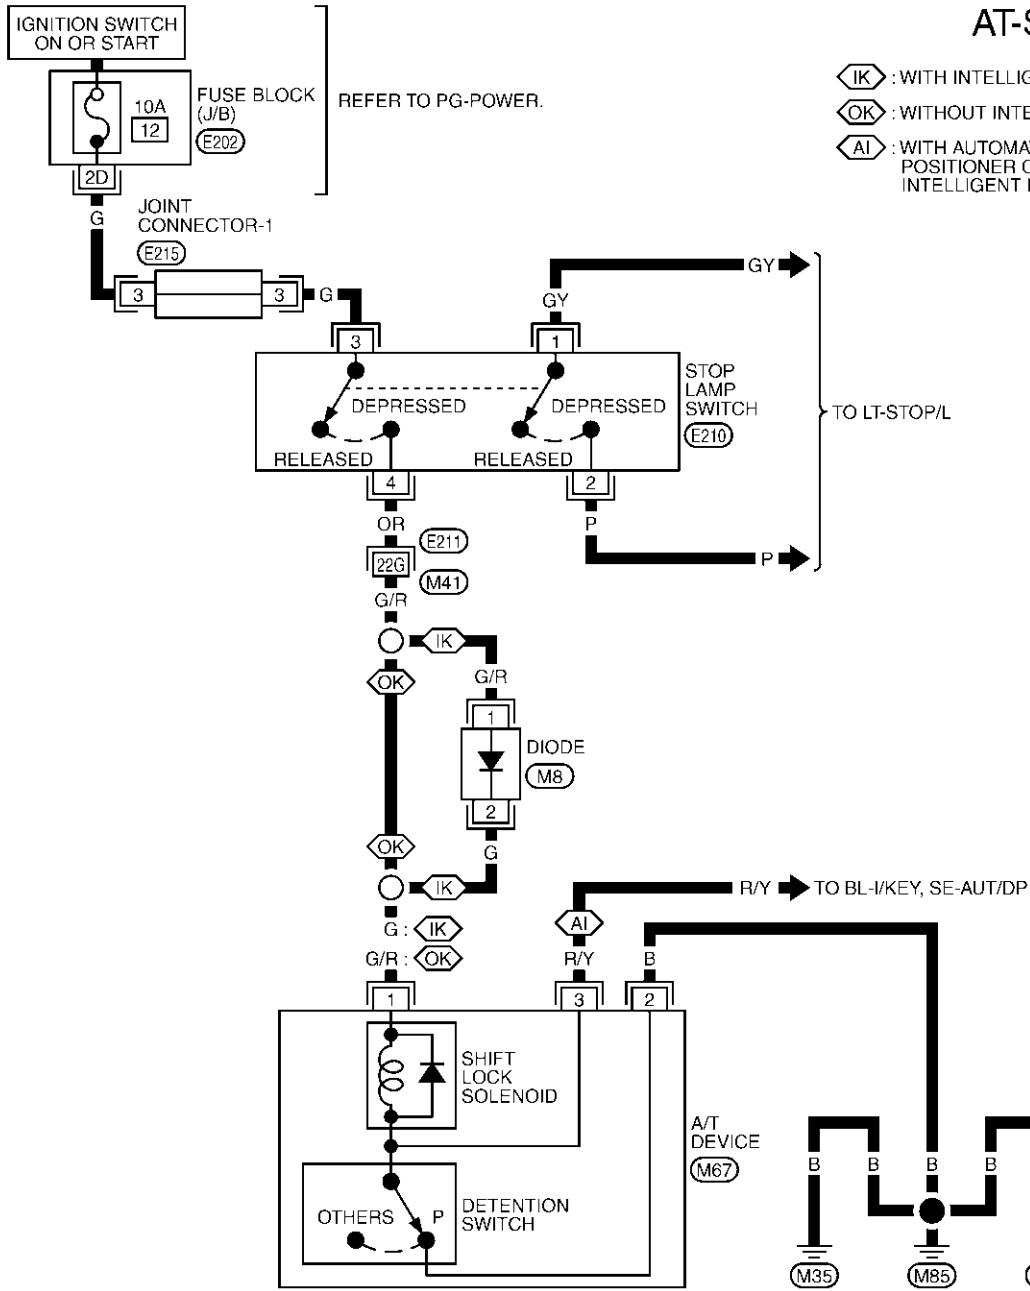 AT-S
IGNITION SWITCH
ON OR START
10A
12
FUSE BLOCK
(J/B)
E202
REFER TO PG-POWER.
IK : WITH INTELLIG
OK : WITHOUT INTE
AI : WITH AUTOMA
POSITIONER
INTELLIGENT
2D
G
JOINT
CONNECTOR-1
E215
3
3
G
GY
GY
3
1
DEPRESSED
RELEASED
DEPRESSED
RELEASED
STOP
LAMP
SWITCH
E210
TO LT-STOP/L
4
2
OR
P
P
E211
22G
M41
G/R
IK
OK
G/R
1
DIODE
M8
2
OK
G
IK
G : IK
G/R : OK
R/Y
TO BL-I/KEY, SE-AUT/DP
AI
R/Y
B
1
3
2
SHIFT
LOCK
SOLENOID
A/T
DEVICE
M67
OTHERS
P
DETENTION
SWITCH
B
B
B
B
M35
M85